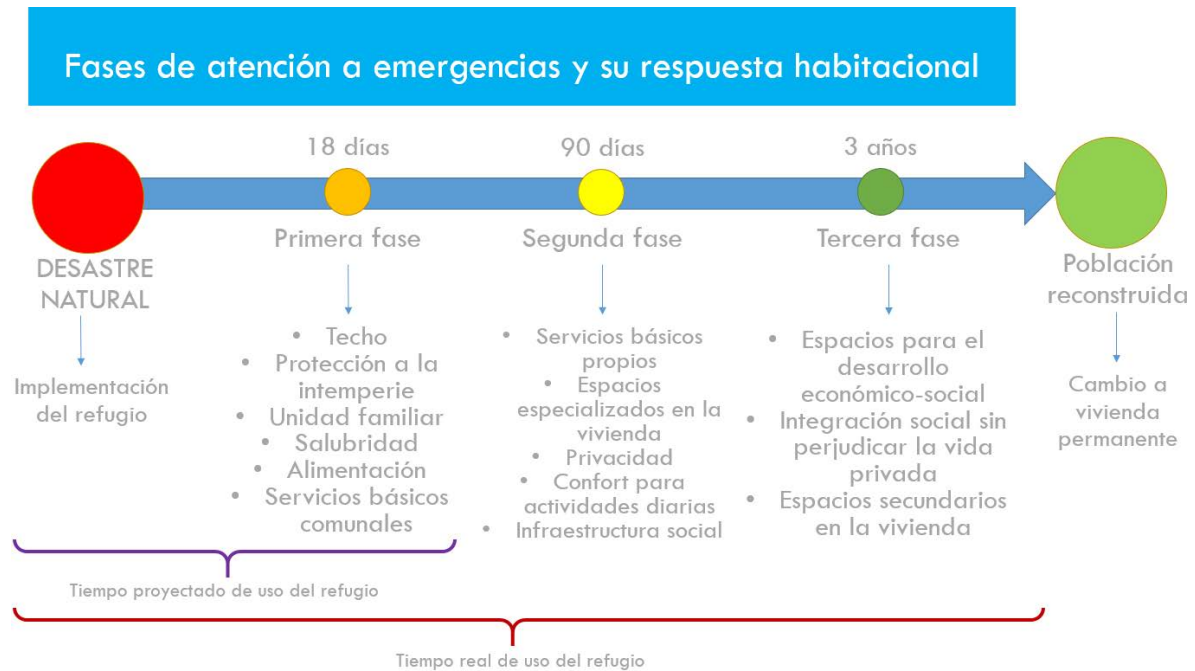 Fases de atención a emergencias y su respuesta habitacional
18 días
90 días
3 años
DESASTRE
NATURAL
Primera fase
Segunda fase
Tercera fase
Población
reconstruida
Implementación
del refugio
• Techo
• Protección a la
intemperie
• Unidad familiar
• Salubridad
• Alimentación
• Servicios básicos
comunales
• Servicios básicos
propios
• Espacios
especializados en la
vivienda
• Privacidad
• Confort para
actividades diarias
• Infraestructura social
• Espacios para el
desarrollo
económico-social
• Integración social sin
perjudicar la vida
privada
• Espacios secundarios
en la vivienda
Cambio a
vivienda
permanente
Tiempo proyectado de uso del refugio
Tiempo real de uso del refugio